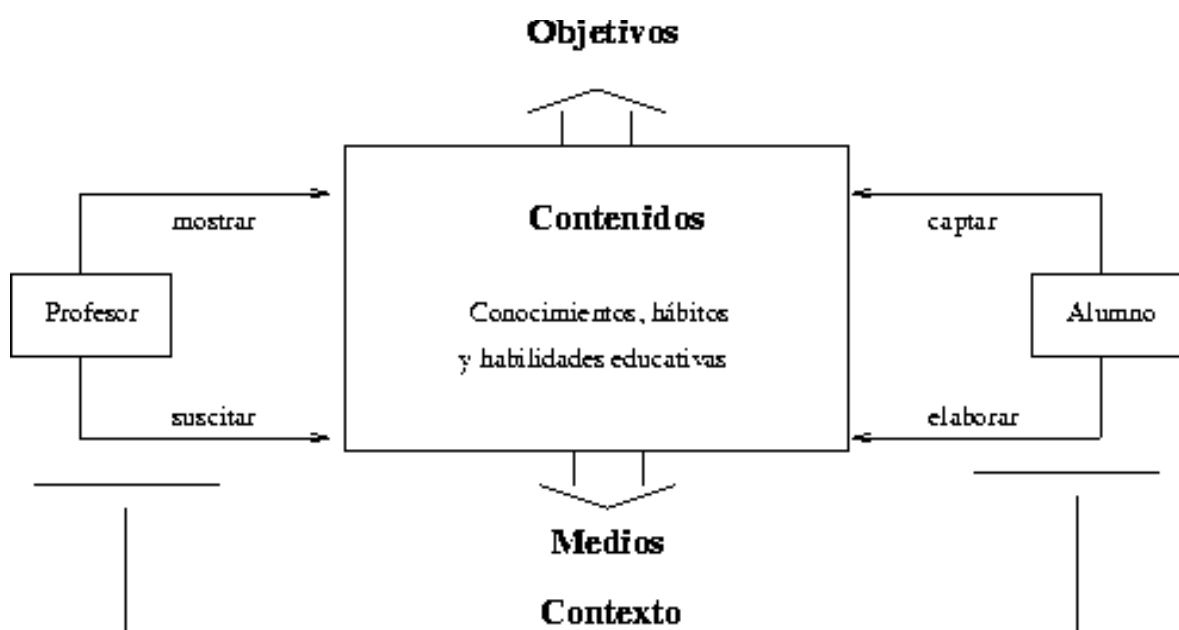 Objetivos
mostrar
Contenidos
captar
Profesor
Conocimientos, hábitos
y habilidades educativas
Alumno
suscitar
elaborar
Medios
Contexto